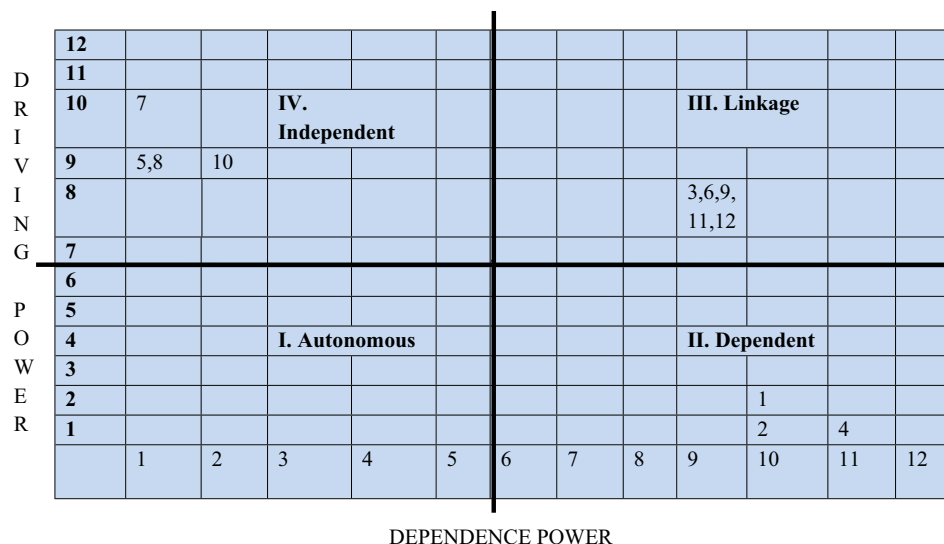 DRIVING POWER
12
11
10 7 IV. Independent III. Linkage
9 5,8 10
8 3,6,9, 11,12
7
6
5
4 I. Autonomous II. Dependent
3
2 1
1 2 4
1 2 3 4 5 6 7 8 9 10 11 12
DEPENDENCE POWER